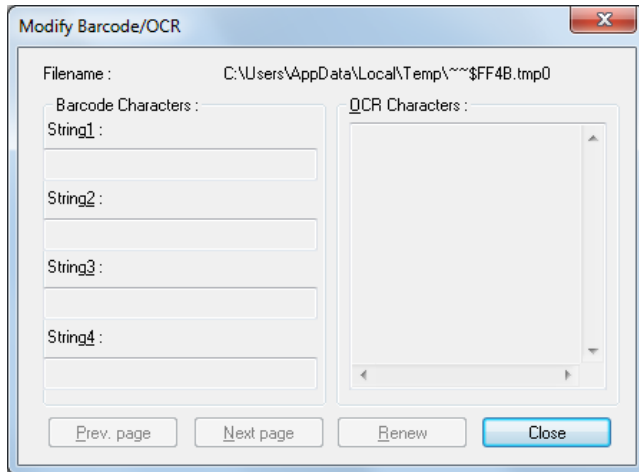 Modify Barcode/OCR
Filename : C:\Users\AppData\Local\Temp\~~$FF4B.tmp0
Barcode Characters :
OCR Characters :
String1 :
String2 :
String3 :
String4 :
Prev. page Next page Renew Close